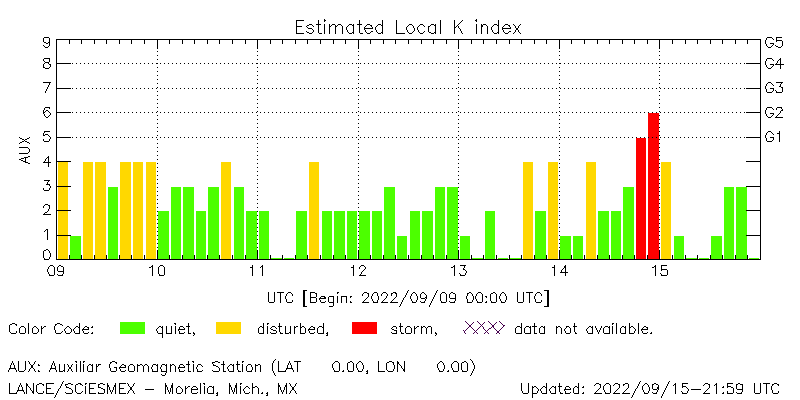 Estimated Local K index
9 G5
8 G4
7 G3
6 G2
5 G1
4
3
2
1
0
AUX
09 10 11 12 13 14 15
UTC [Begin: 2022/09/09 00:00 UTC]
Color Code: quiet, disturbed, storm, data not available.
AUX: Auxiliar Geomagnetic Station (LAT 0.00, LON 0.00)
LANCE/SCiESMEX – Morelia, Mich., MX Updated: 2022/09/15–21:59 UTC